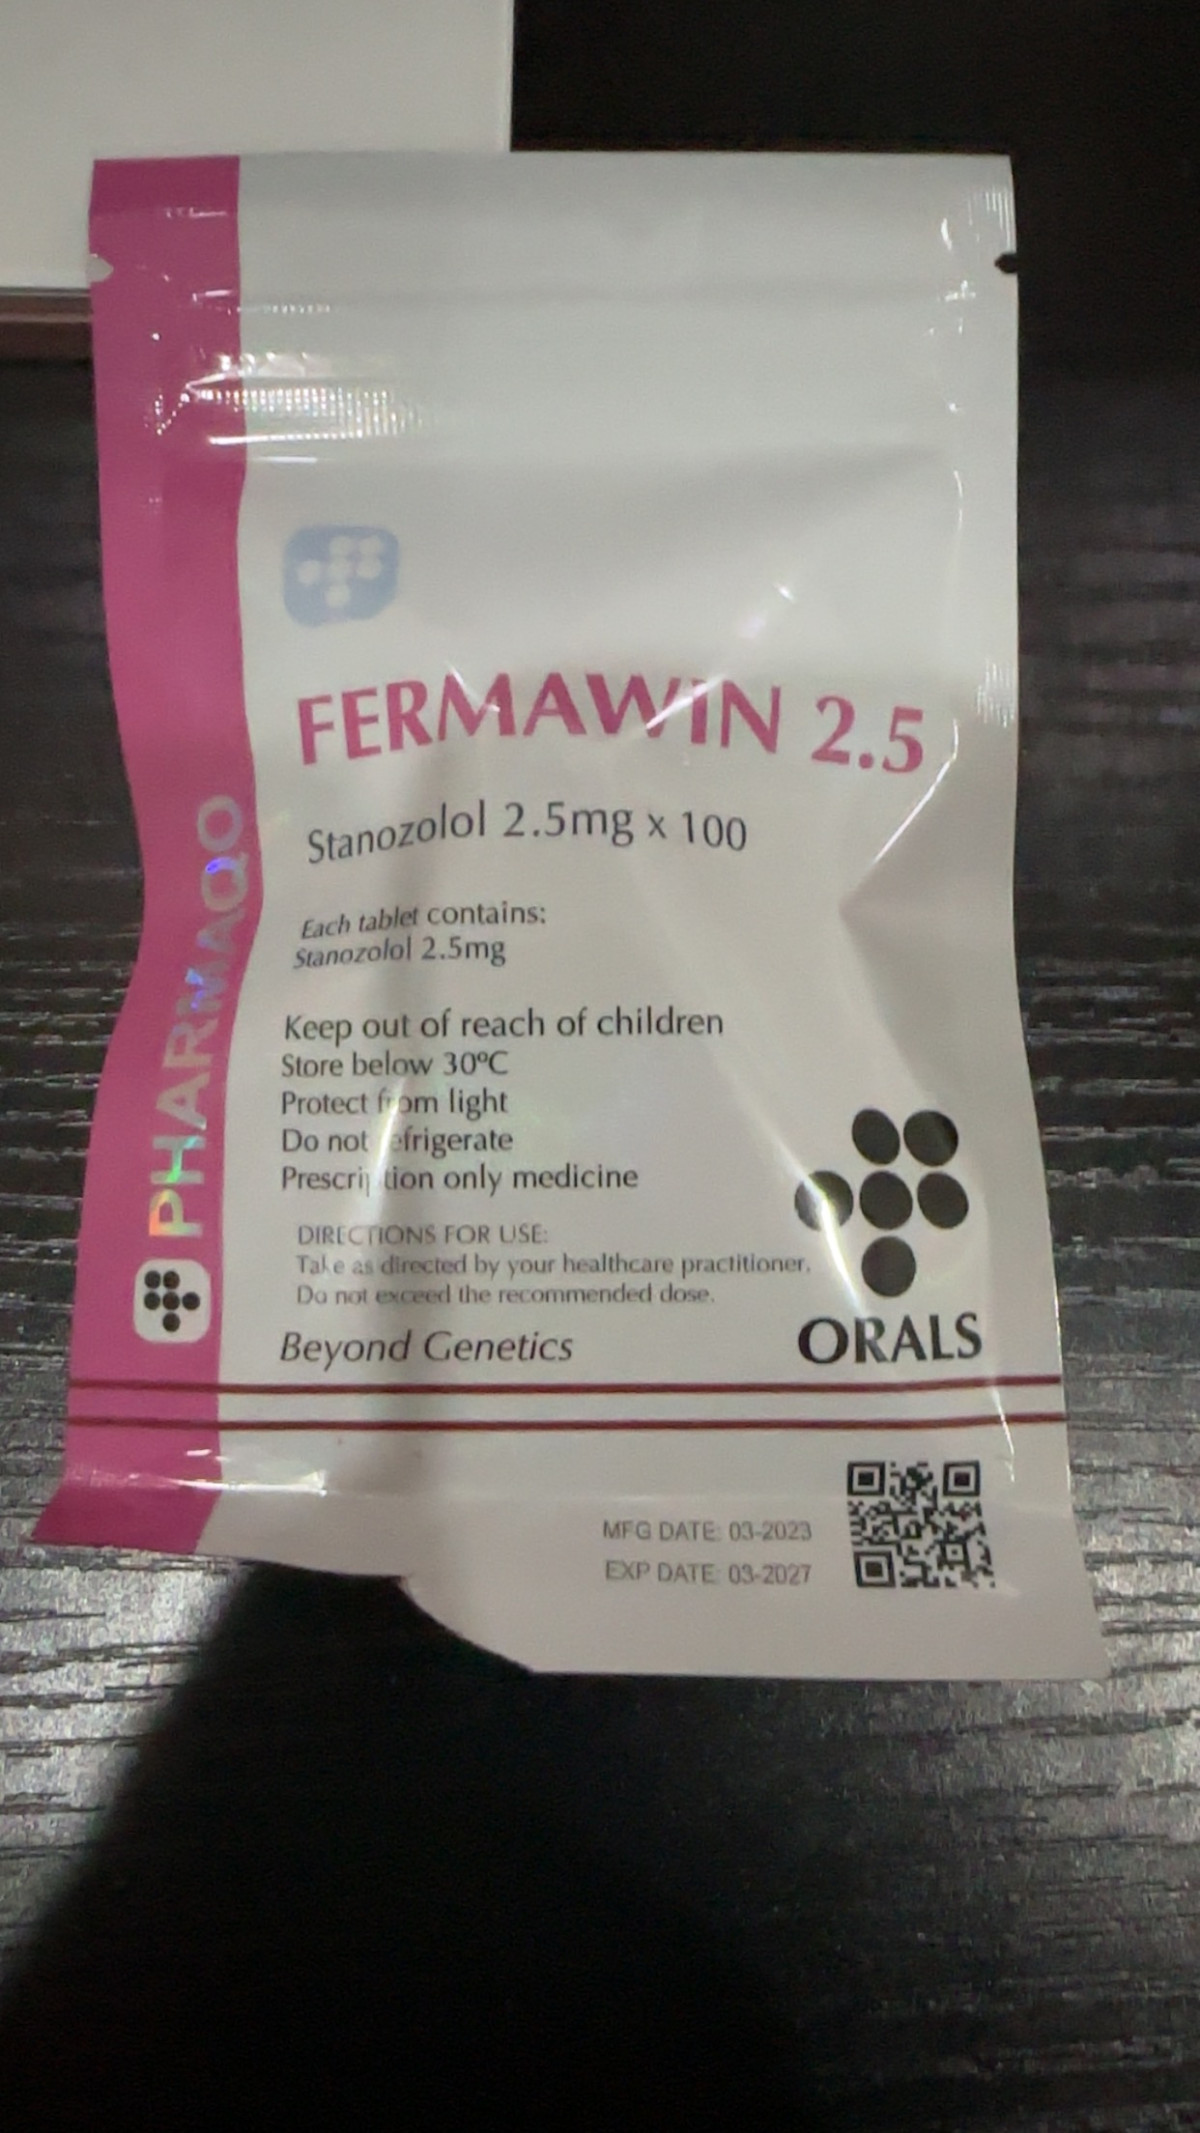 PHARMAQO
FERMAWIN 2.5
Stanozolol 2.5mg x 100
Each tablet contains:
Stanozolol 2.5mg
Keep out of reach of children
Store below 30ºC
Protect from light
Do not refrigerate
Prescription only medicine
DIRECTIONS FOR USE:
Take as directed by your healthcare practitioner.
Do not exceed the recommended dose.
Beyond Genetics
ORALS
MFG DATE: 03-2023
EXP DATE: 03-2027